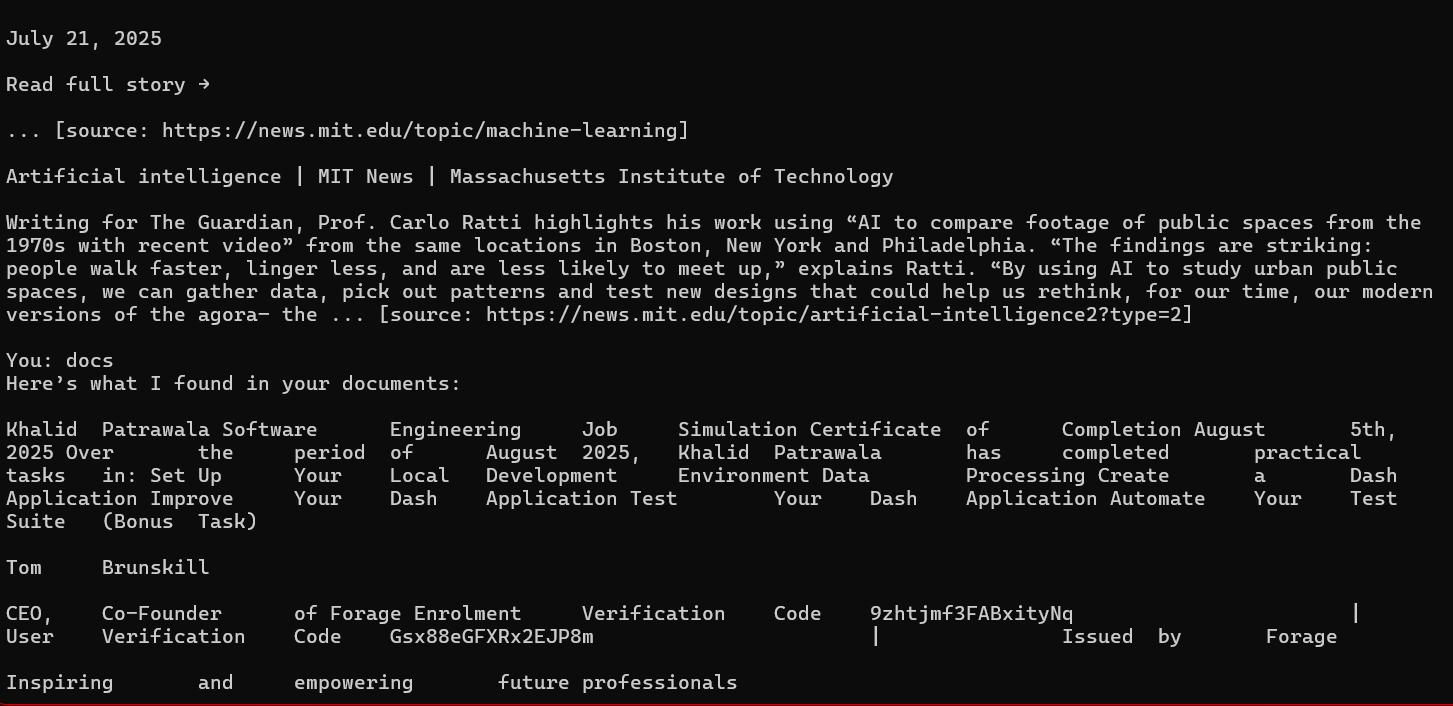 July 21, 2025
Read full story →
... [source: https://news.mit.edu/topic/machine-learning]
Artificial intelligence | MIT News | Massachusetts Institute of Technology
Writing for The Guardian, Prof. Carlo Ratti highlights his work using “AI to compare footage of public spaces from the
1970s with recent video” from the same locations in Boston, New York and Philadelphia. “The findings are striking:
people walk faster, linger less, and are less likely to meet up,” explains Ratti. “By using AI to study urban public
spaces, we can gather data, pick out patterns and test new designs that could help us rethink, for our time, our modern
versions of the agora— the ... [source: https://news.mit.edu/topic/artificial-intelligence2?type=2]
You: docs
Here’s what I found in your documents:
Khalid Patrawala Software Engineering Job Simulation Certificate of Completion August 5th,
2025 Over the period of August 2025, Khalid Patrawala has completed practical
tasks in: Set Up Your Local Development Environment Data Processing Create a Dash
Application Improve Your Dash Application Test Your Dash Application Automate Your Test
Suite (Bonus Task)
Tom Brunskill
CEO, Co-Founder of Forage Enrolment Verification Code 9zhtjmf3FABxityNq |
User Verification Code Gsx88eGFXRx2EJP8m | Issued by Forage
Inspiring and empowering future professionals